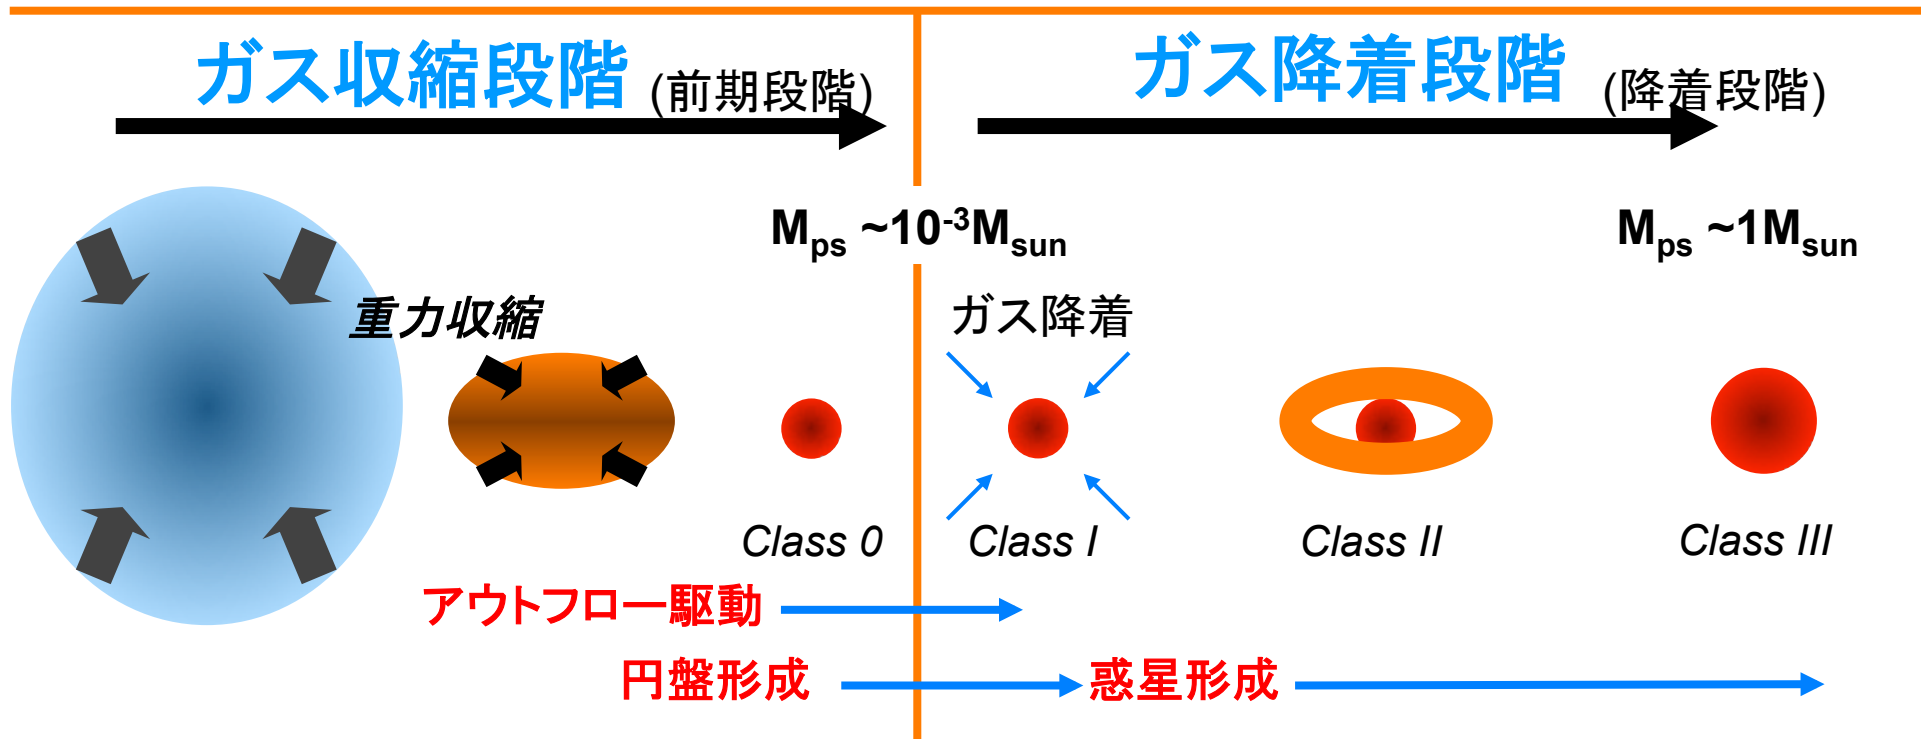 ガス収縮段階 (前期段階)
ガス降着段階 (降着段階)
Mps ~10-3Msun
Mps ~1Msun
重力収縮
ガス降着
Class 0
Class I
Class II
Class III
アウトフロー駆動
円盤形成
惑星形成